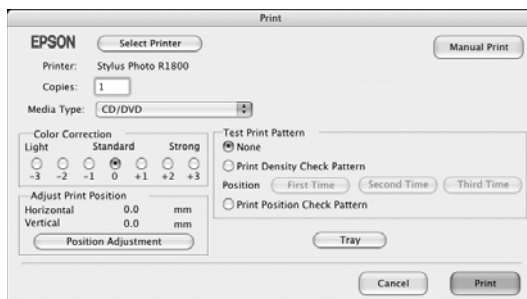 Print
EPSON
Select Printer
Manual Print
Printer: Stylus Photo R1800
Copies: 1
Media Type: CD/DVD
Color Correction
Light Standard Strong
-3 -2 -1 0 +1 +2 +3
Adjust Print Position
Horizontal 0.0 mm
Vertical 0.0 mm
Position Adjustment
Test Print Pattern
None
Print Density Check Pattern
Position First Time Second Time Third Time
Print Position Check Pattern
Tray
Cancel Print